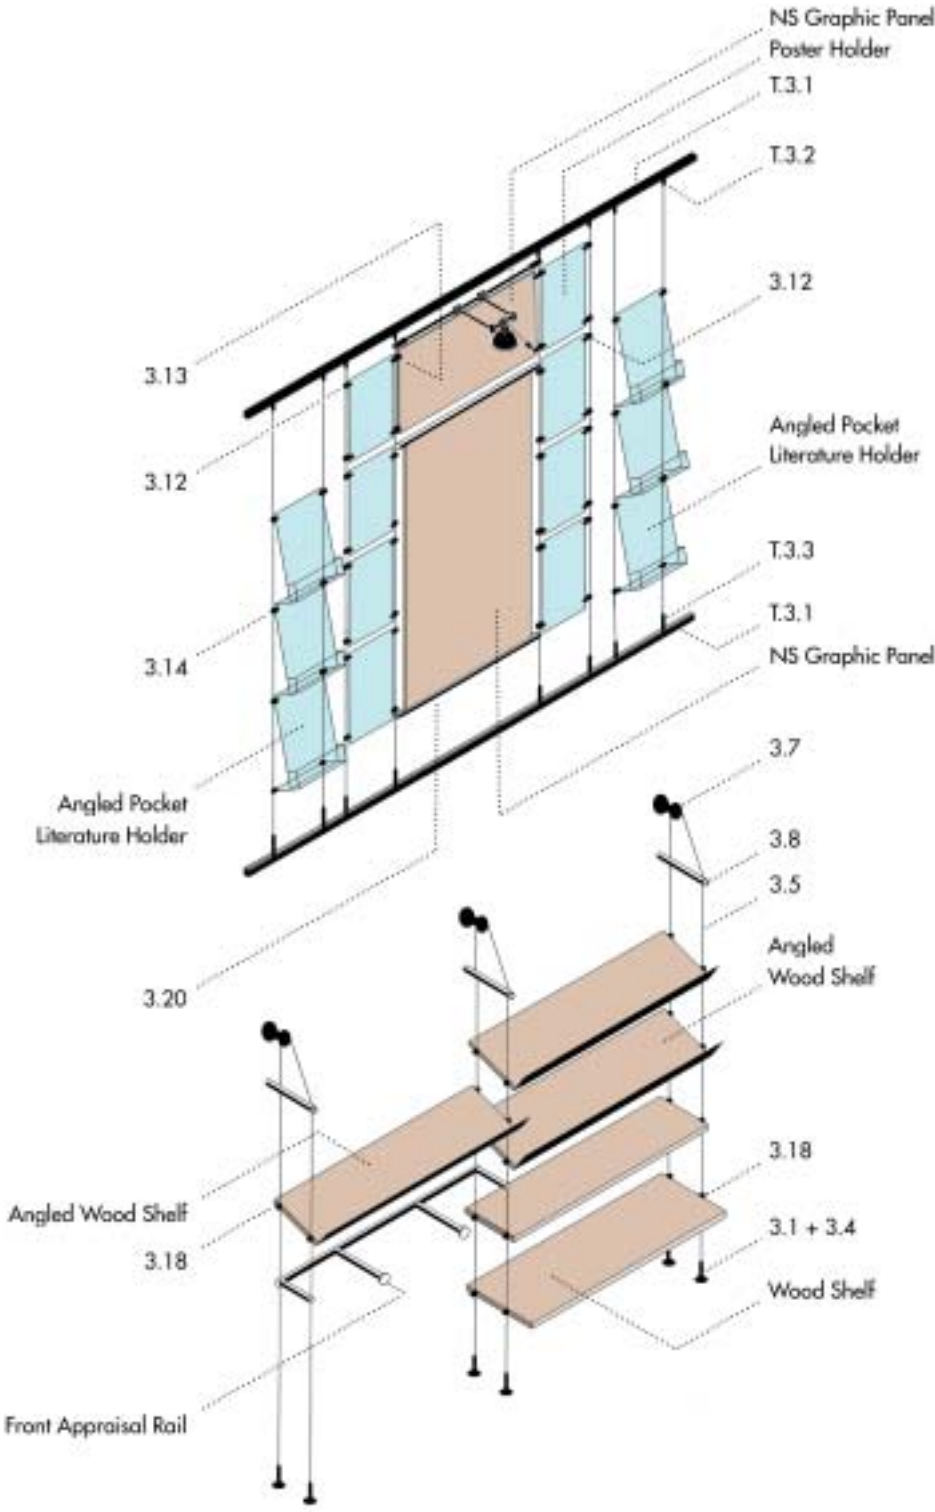 NS Graphic Panel
Poster Holder
T.3.1
T.3.2
3.12
3.13
Angled Pocket
Literature Holder
3.12
T.3.3
T.3.1
3.14
NS Graphic Panel
3.7
Angled Pocket
Literature Holder
3.8
3.5
Angled
Wood Shelf
3.20
3.18
Angled Wood Shelf
3.1 + 3.4
3.18
Wood Shelf
Front Appraisal Rail